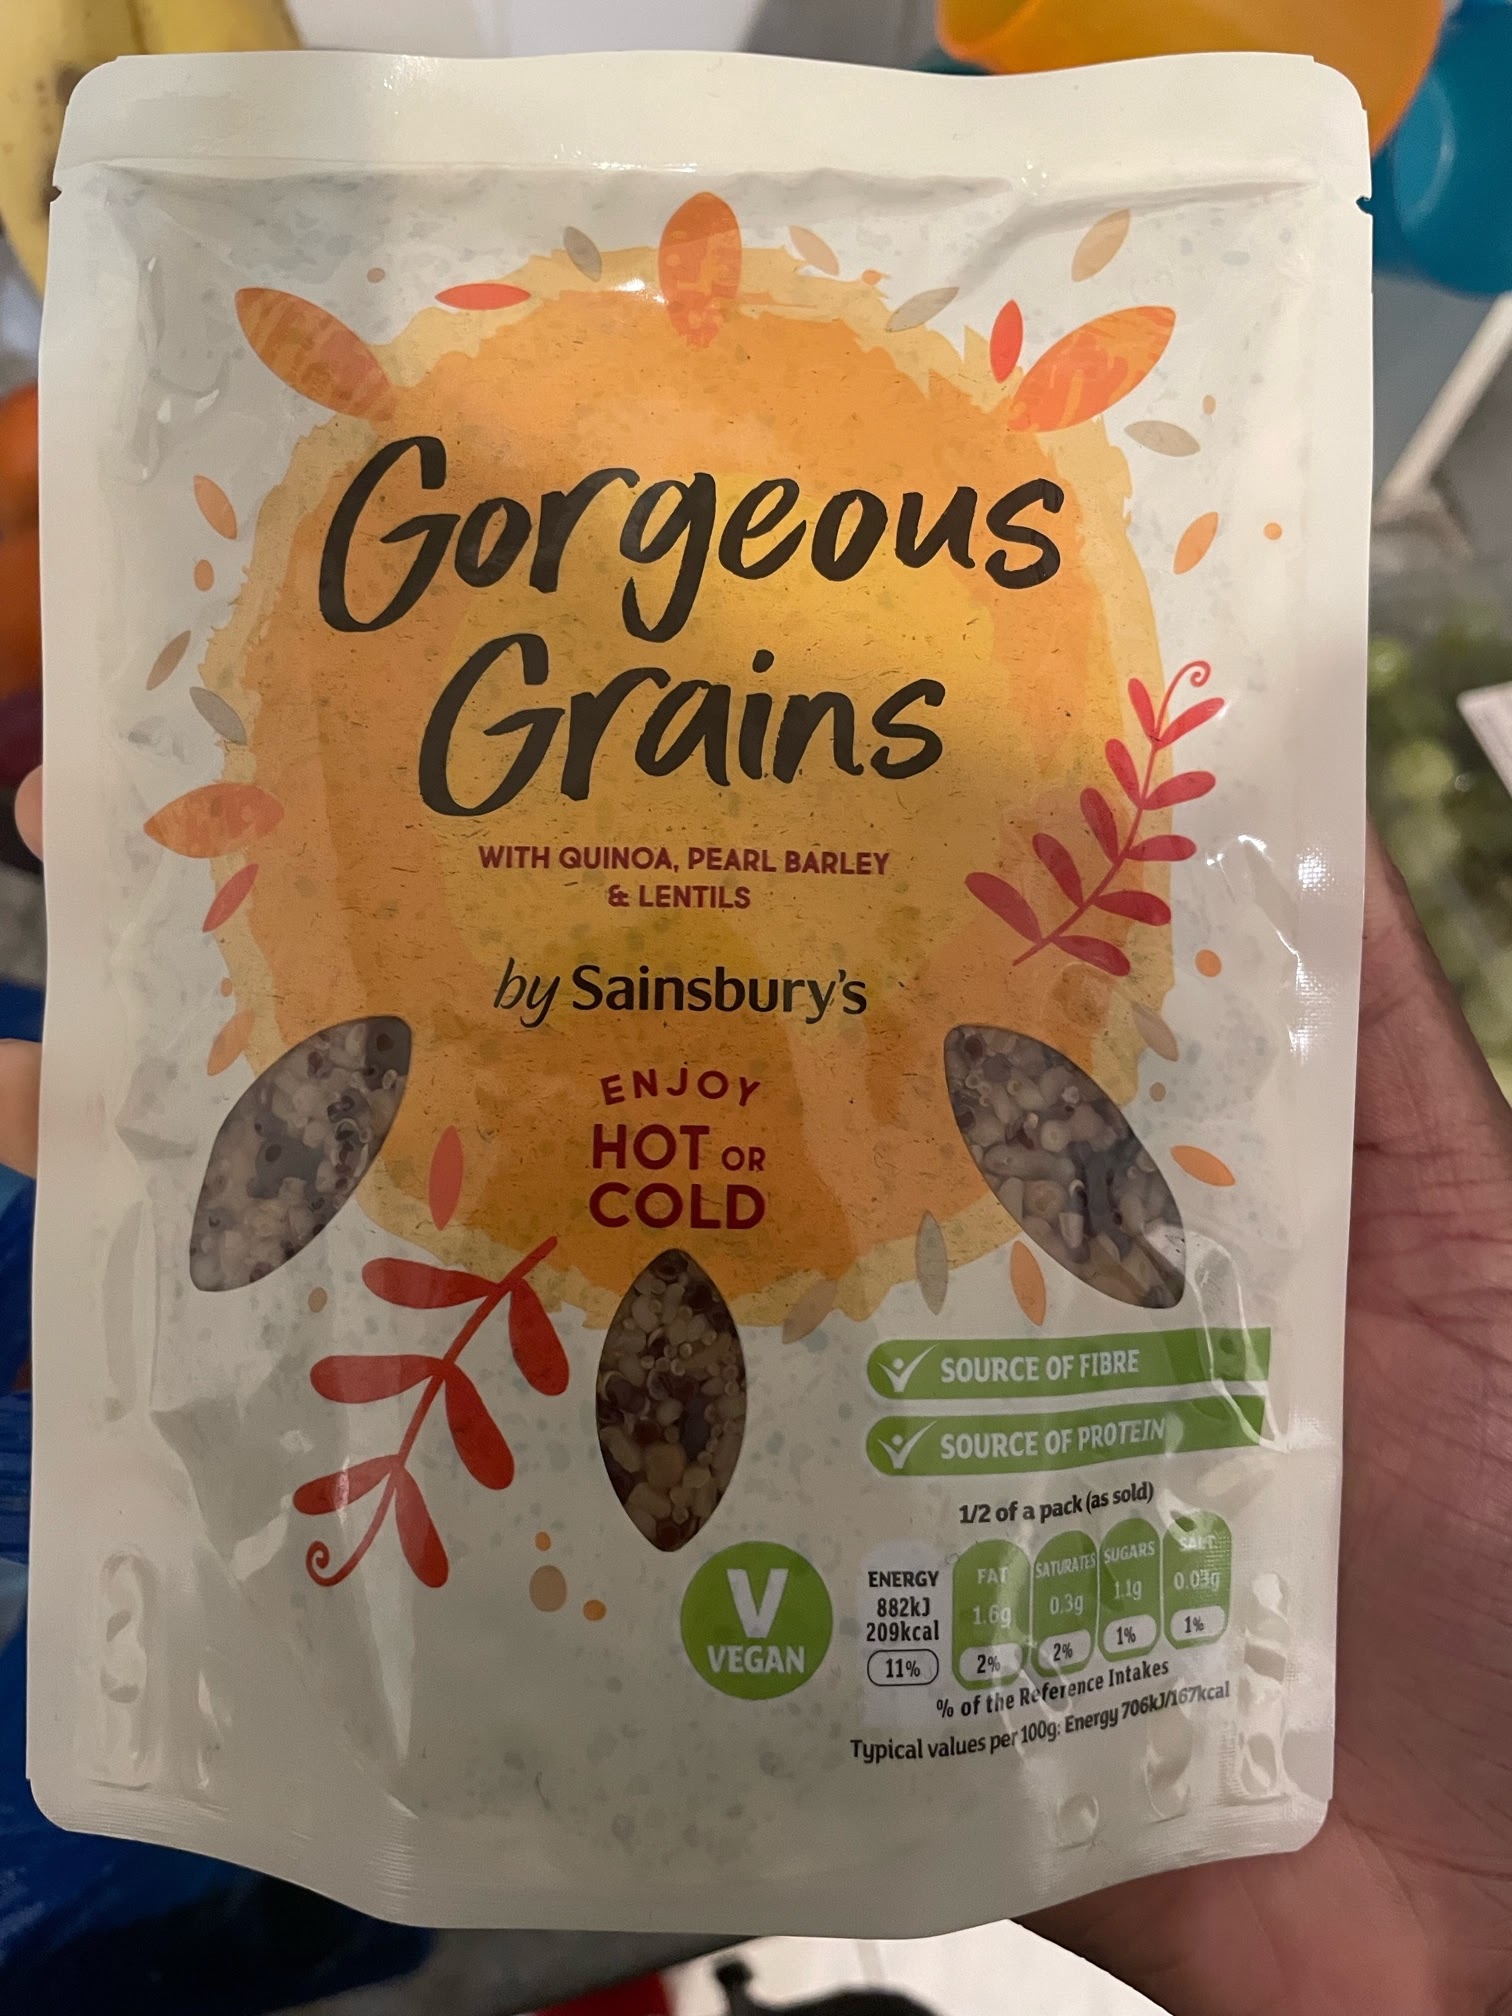 Gorgeous
Grains
WITH QUINOA, PEARL BARLEY
& LENTILS
by Sainsbury's
ENJOY
HOT OR
COLD
SOURCE OF FIBRE
SOURCE OF PROTEIN
1/2 of a pack (as sold)
ENERGY FAT SATURATES SUGARS SALT
882kJ
209kcal 1.6g 0.3g 1.1g 0.03g
11% 2% 2% 1% 1%
% of the Reference Intakes
Typical values per 100g: Energy 706kJ/167kcal
V
VEGAN